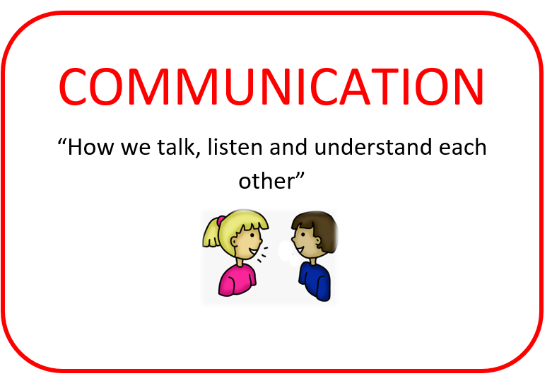 COMMUNICATION
“How we talk, listen and understand each
other”